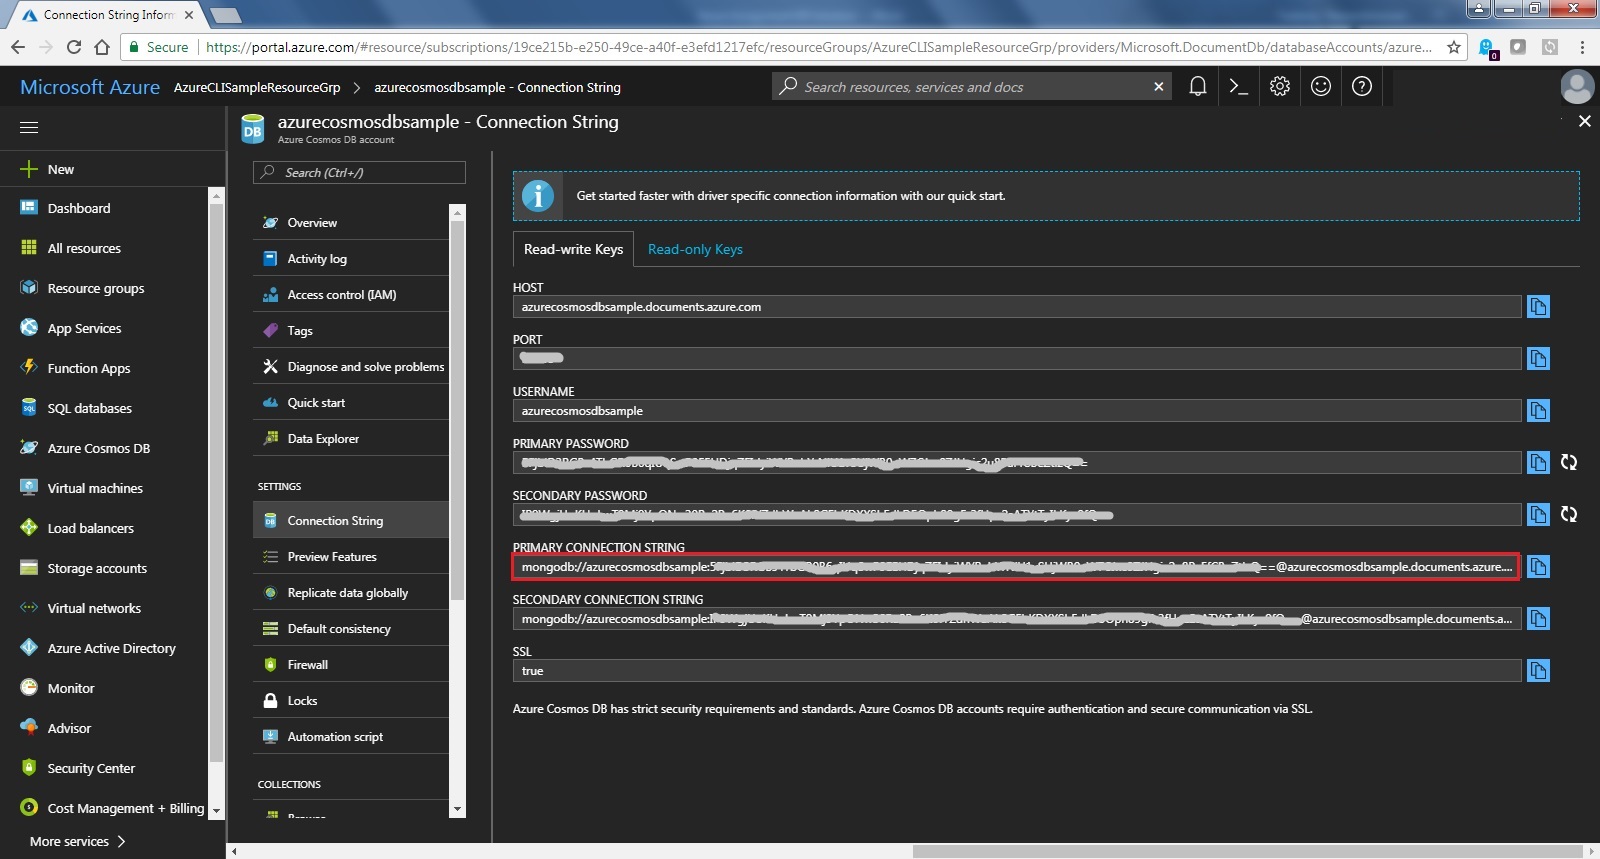 Connection String Inform
Secure
https://portal.azure.com/#resource/subscriptions/19ce215b-e250-49ce-a40f-e3efd1217efc/resourceGroups/AzureCLISampleResourceGrp/providers/Microsoft.DocumentDb/databaseAccounts/azure...
0
Microsoft Azure AzureCLISampleResourceGrp > azurecosmosdbsample - Connection String
Search resources, services and docs
azurecosmosdbsample - Connection String
Azure Cosmos DB account
New
Dashboard
All resources
Resource groups
App Services
Function Apps
SQL databases
Azure Cosmos DB
Virtual machines
Load balancers
Storage accounts
Virtual networks
Azure Active Directory
Monitor
Advisor
Security Center
Cost Management + Billing
More services >
Search (Ctrl+/)
Overview
Activity log
Access control (IAM)
Tags
Diagnose and solve problems
Quick start
Data Explorer
SETTINGS
Connection String
Preview Features
Replicate data globally
Default consistency
Firewall
Locks
Automation script
COLLECTIONS
Get started faster with driver specific connection information with our quick start.
Read-write Keys
Read-only Keys
HOST
azurecosmosdbsample.documents.azure.com
PORT
USERNAME
azurecosmosdbsample
PRIMARY PASSWORD
SECONDARY PASSWORD
PRIMARY CONNECTION STRING
mongodb://azurecosmosdbsample: ==@azurecosmosdbsample.documents.azure....
SECONDARY CONNECTION STRING
mongodb://azurecosmosdbsample: @azurecosmosdbsample.documents.a...
SSL
true
Azure Cosmos DB has strict security requirements and standards. Azure Cosmos DB accounts require authentication and secure communication via SSL.